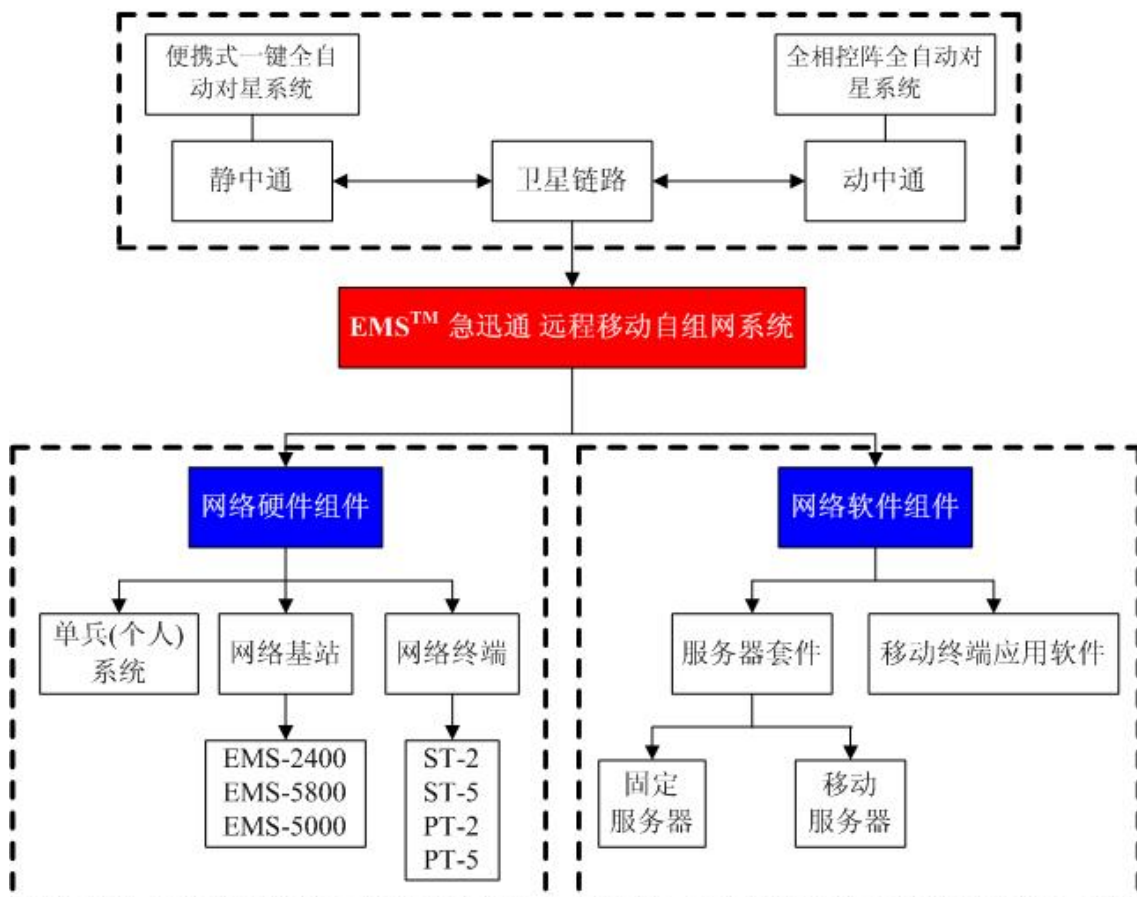 便携式一键全自
动对星系统
全相控阵全自动对
星系统
静中通
卫星链路
动中通
EMS™ 急迅通 远程移动自组网系统
网络硬件组件
网络软件组件
单兵(个人)
系统
网络基站
网络终端
服务器套件
移动终端应用软件
EMS-2400
EMS-5800
EMS-5000
ST-2
ST-5
PT-2
PT-5
固定
服务器
移动
服务器